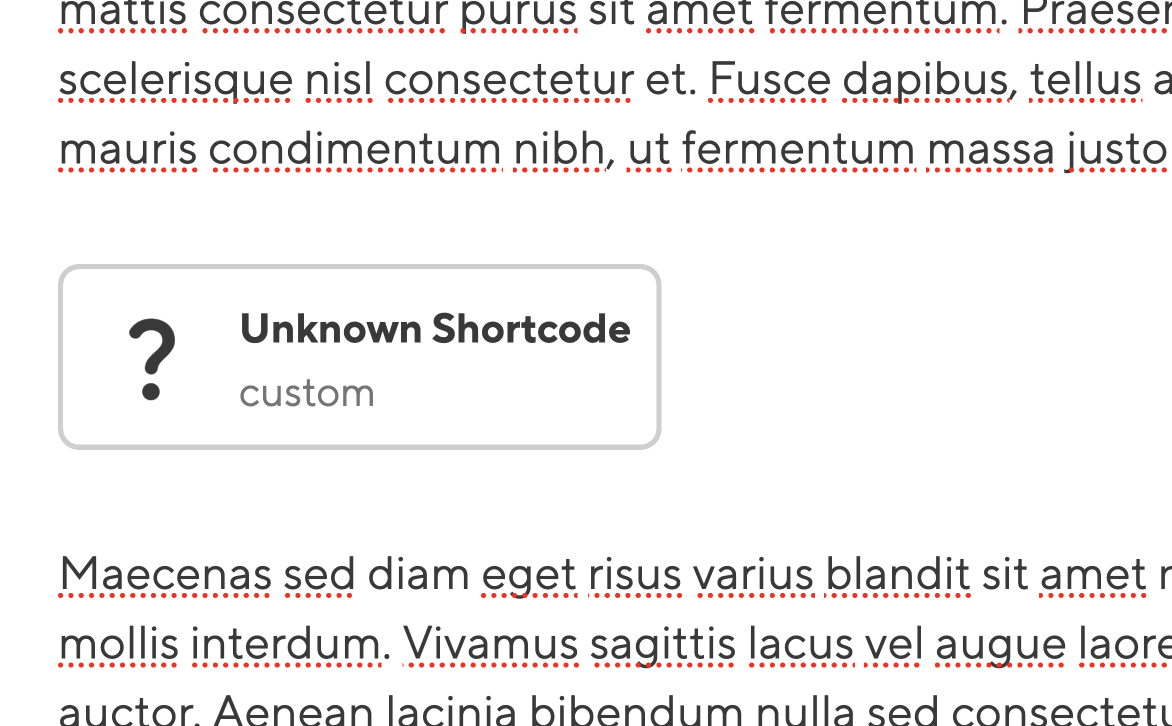 mattis consectetur purus sit amet fermentum.
scelerisque nisl consectetur et. Fusce dapibus, tellus a
mauris condimentum nibh, ut fermentum massa justo
?
Unknown Shortcode
custom
Maecenas sed diam eget risus varius blandit sit amet
mollis interdum. Vivamus sagittis lacus vel augue laore
auctor. Aenean lacinia bibendum nulla sed consectetu